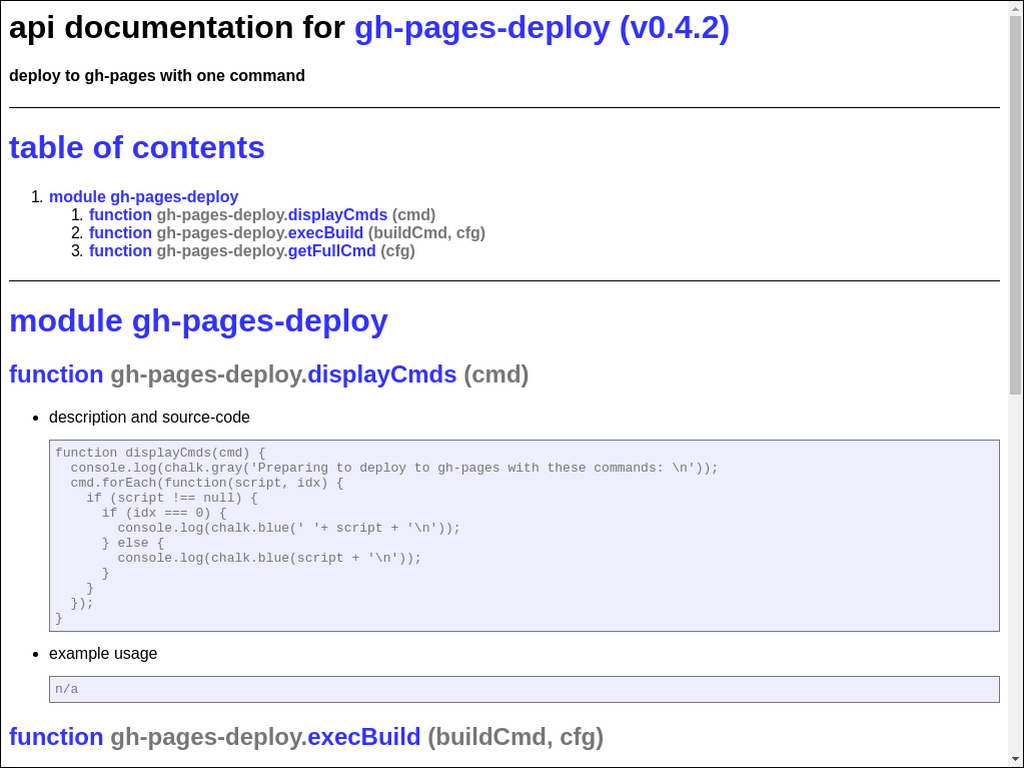 api documentation for gh-pages-deploy (v0.4.2)
deploy to gh-pages with one command
table of contents
1. module gh-pages-deploy
1. function gh-pages-deploy.displayCmds (cmd)
2. function gh-pages-deploy.execBuild (buildCmd, cfg)
3. function gh-pages-deploy.getFullCmd (cfg)
module gh-pages-deploy
function gh-pages-deploy.displayCmds (cmd)
• description and source-code
function displayCmds(cmd) {
  console.log(chalk.gray('Preparing to deploy to gh-pages with these commands: \n'));
  cmd.forEach(function(script, idx) {
    if (script !== null) {
      if (idx === 0) {
        console.log(chalk.blue(' '+ script + '\n'));
      } else {
        console.log(chalk.blue(script + '\n'));
      }
    }
  });
}
• example usage
n/a
function gh-pages-deploy.execBuild (buildCmd, cfg)